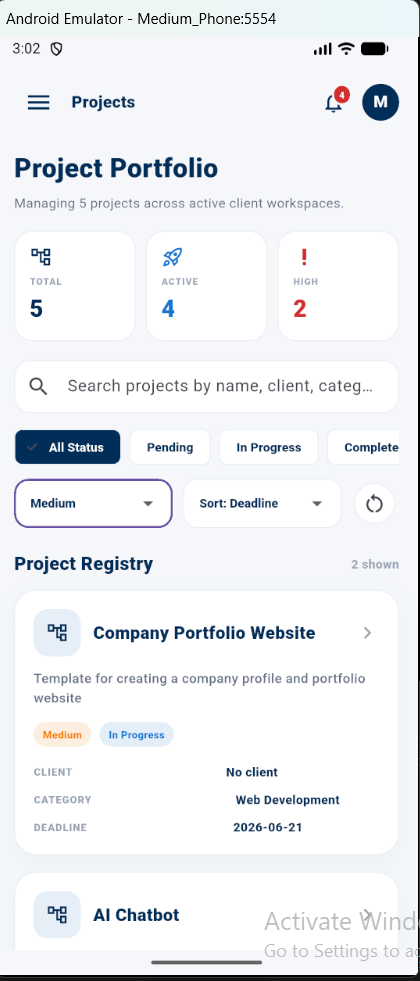 Android Emulator - Medium_Phone:5554
3:02
Projects
4
M
Project Portfolio
Managing 5 projects across active client workspaces.
TOTAL
5
ACTIVE
4
HIGH
2
Search projects by name, client, categ...
All Status
Pending
In Progress
Complete
Medium
Sort: Deadline
Project Registry
2 shown
Company Portfolio Website
Template for creating a company profile and portfolio
website
Medium
In Progress
CLIENT
No client
CATEGORY
Web Development
DEADLINE
2026-06-21
AI Chatbot
Activate Wind
Go to Settings to ac